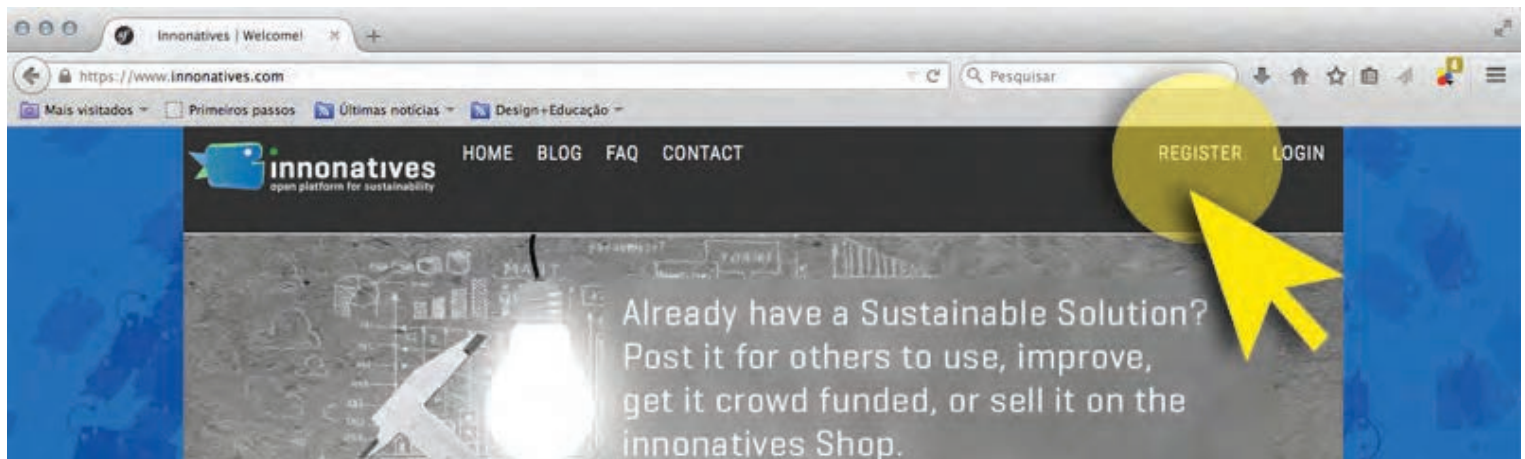 Innonatives | Welcome!
https://www.innonatives.com
Pesquisar
Mais visitados
Primeiros passos
Últimas notícias
Design+Educação
innonatives
open platform for sustainability
HOME BLOG FAQ CONTACT
REGISTER LOGIN
Already have a Sustainable Solution?
Post it for others to use, improve,
get it crowd funded, or sell it on the
innonatives Shop.